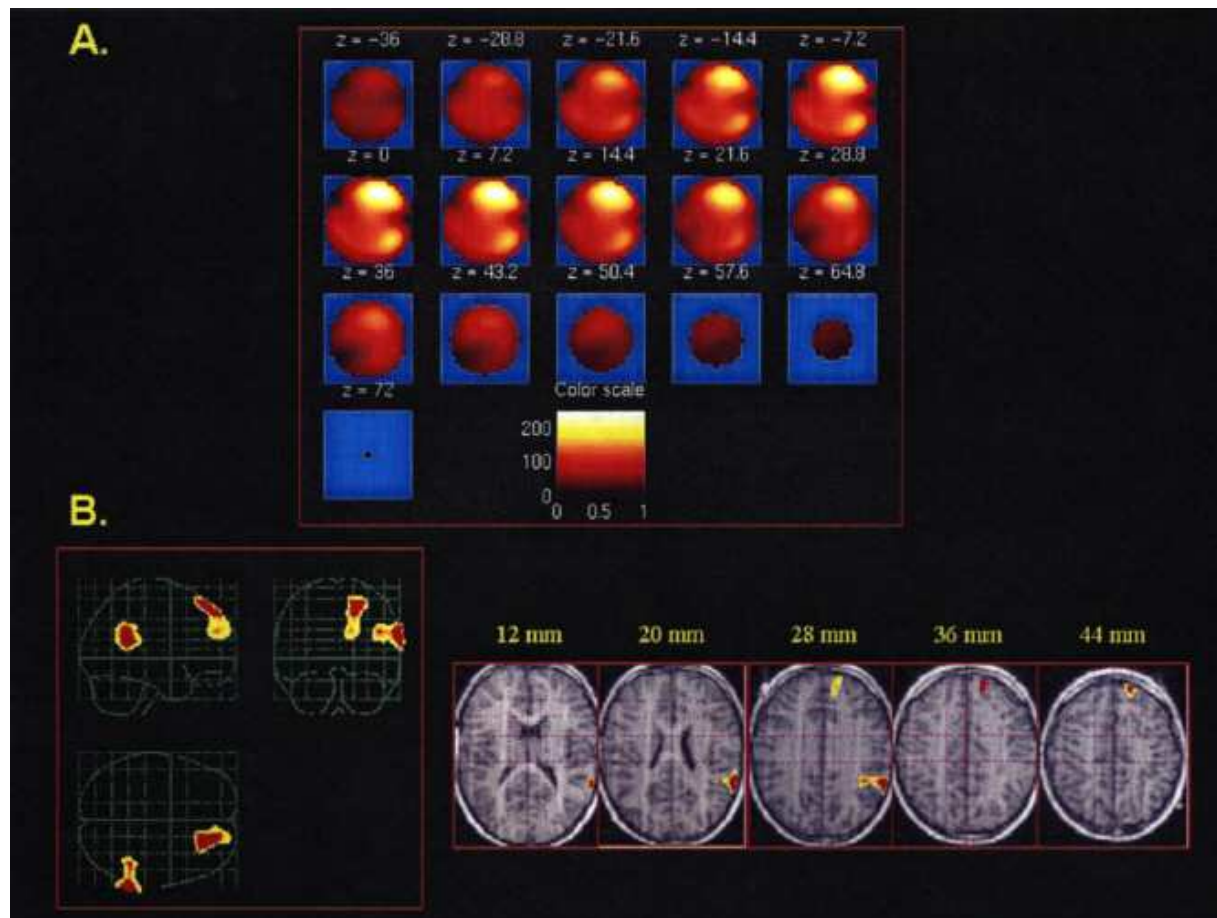 A.
z = -36 z = -28.8 z = -21.6 z = -14.4 z = -7.2
z = 0 z = 7.2 z = 14.4 z = 21.6 z = 28.8
z = 36 z = 43.2 z = 50.4 z = 57.6 z = 64.8
z = 72 Color scale
200
100
0
0 0.5 1
B.
12 mm 20 mm 28 mm 36 mm 44 mm